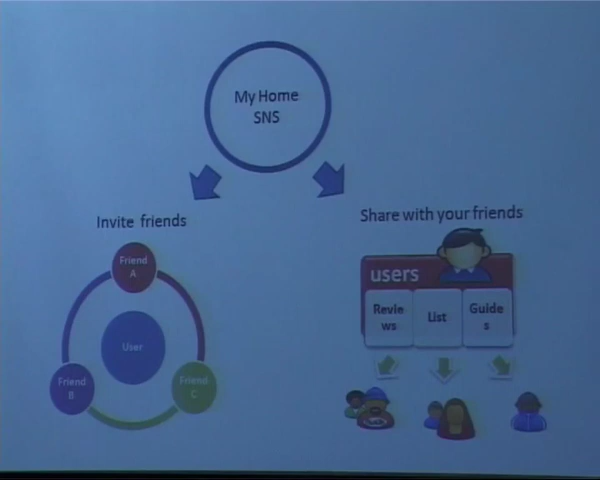 My Home
SNS
Invite friends
Share with your friends
Friend
A
User
Friend
B
Friend
C
users
Revie
ws
List
Guide
s